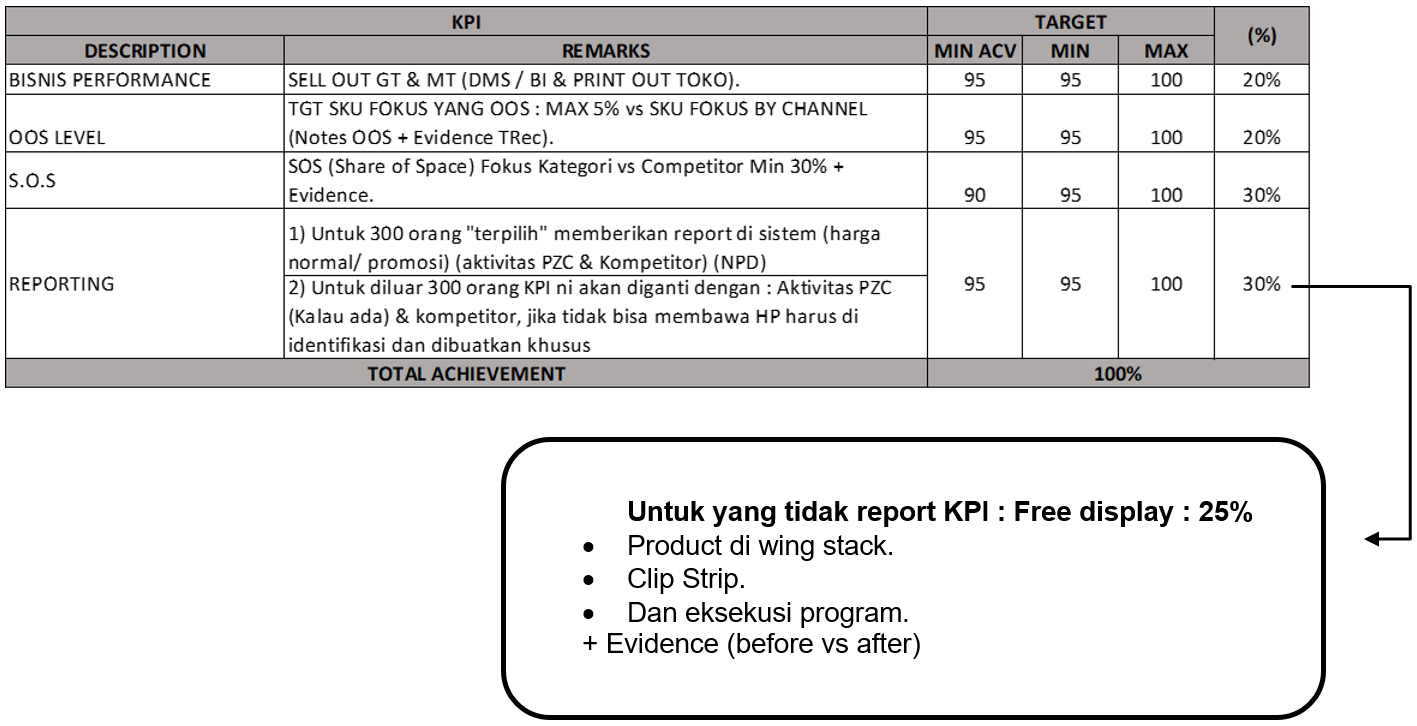 KPI TARGET (%)
DESCRIPTION REMARKS MIN ACV MIN MAX
BISNIS PERFORMANCE SELL OUT GT & MT (DMS / BI & PRINT OUT TOKO). 95 95 100 20%
TGT SKU FOKUS YANG OOS : MAX 5% vs SKU FOKUS BY CHANNEL
OOS LEVEL (Notes OOS + Evidence TRec). 95 95 100 20%
S.O.S SOS (Share of Space) Fokus Kategori vs Competitor Min 30% +
Evidence. 90 95 100 30%
1) Untuk 300 orang "terpilih" memberikan report di sistem (harga
normal/ promosi) (aktivitas PZC & Kompetitor) (NPD)
REPORTING 2) Untuk diluar 300 orang KPI ni akan diganti dengan : Aktivitas PZC 95 95 100 30%
(Kalau ada) & kompetitor, jika tidak bisa membawa HP harus di
identifikasi dan dibuatkan khusus
TOTAL ACHIEVEMENT 100%
Untuk yang tidak report KPI : Free display : 25%
• Product di wing stack.
• Clip Strip.
• Dan eksekusi program.
+ Evidence (before vs after)